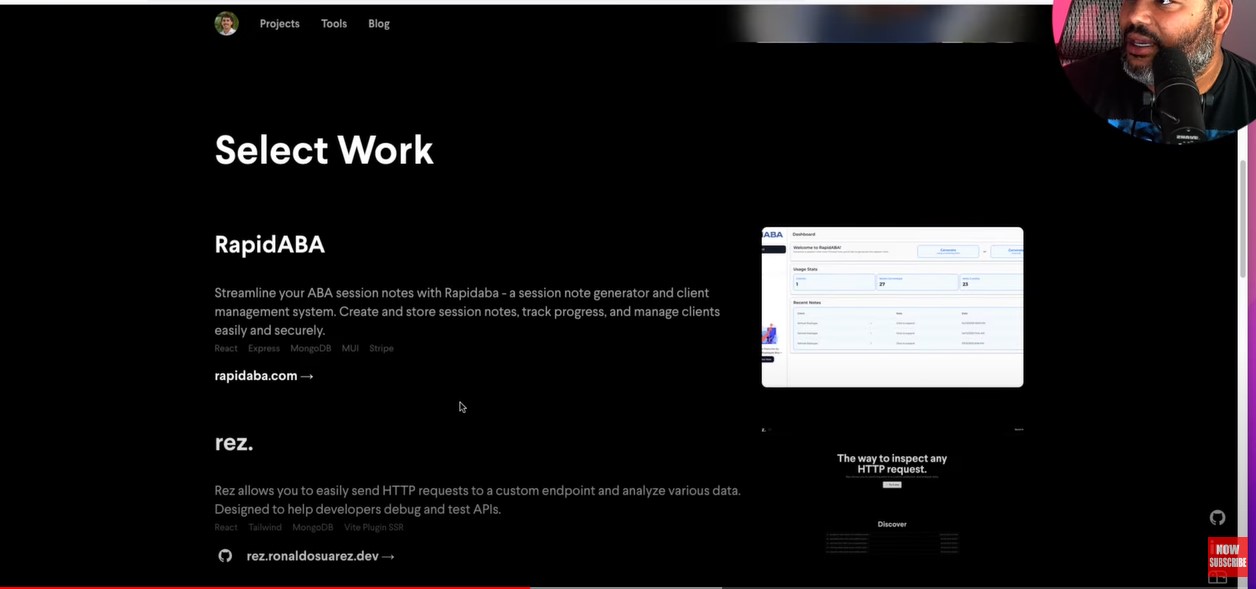 Projects Tools Blog
Select Work
RapidABA
Streamline your ABA session notes with Rapidaba - a session note generator and client
management system. Create and store session notes, track progress, and manage clients
easily and securely.
React Express MongoDB MUI Stripe
rapidaba.com →
ABA
Dashboard
Welcome to RapidABA!
Usage Stats
1 27 23
Recent Notes
rez.
Rez allows you to easily send HTTP requests to a custom endpoint and analyze various data.
Designed to help developers debug and test APIs.
React Tailwind MongoDB Vite Plugin SSR
rez.ronaldosuarez.dev →
The way to inspect any
HTTP request.
Discover
NOW
SUBSCRIBE